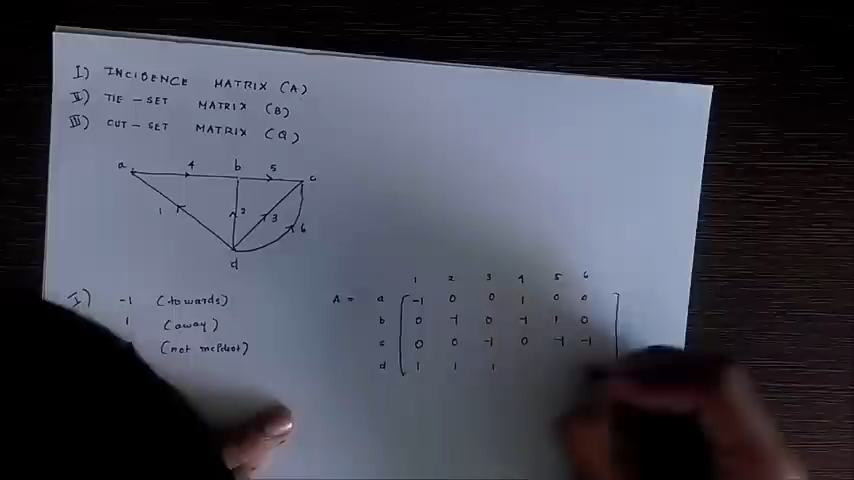 I) INCIDENCE MATRIX (A)
II) TIE-SET MATRIX (B)
III) CUT-SET MATRIX (Q)
a 4 b 5 c
1 2 3 6
d
I) -1 (towards)
1 (away)
(not incident)
1 2 3 4 5 6
A = a -1 0 0 1 0 0
b 0 -1 0 -1 1 0
c 0 0 -1 0 -1 -1
d 1 1 1